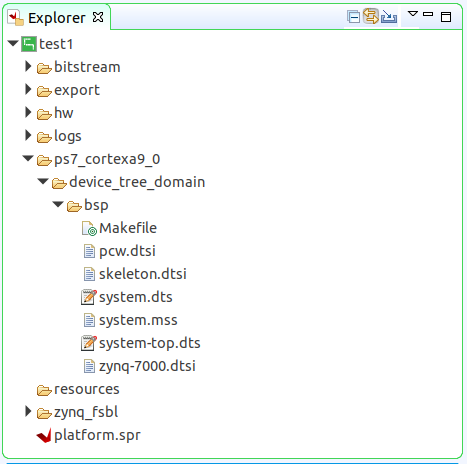 Explorer
test1
bitstream
export
hw
logs
ps7_cortexa9_0
device_tree_domain
bsp
Makefile
pcw.dtsi
skeleton.dtsi
system.dts
system.mss
system-top.dts
zynq-7000.dtsi
resources
zynq_fsbl
platform.spr